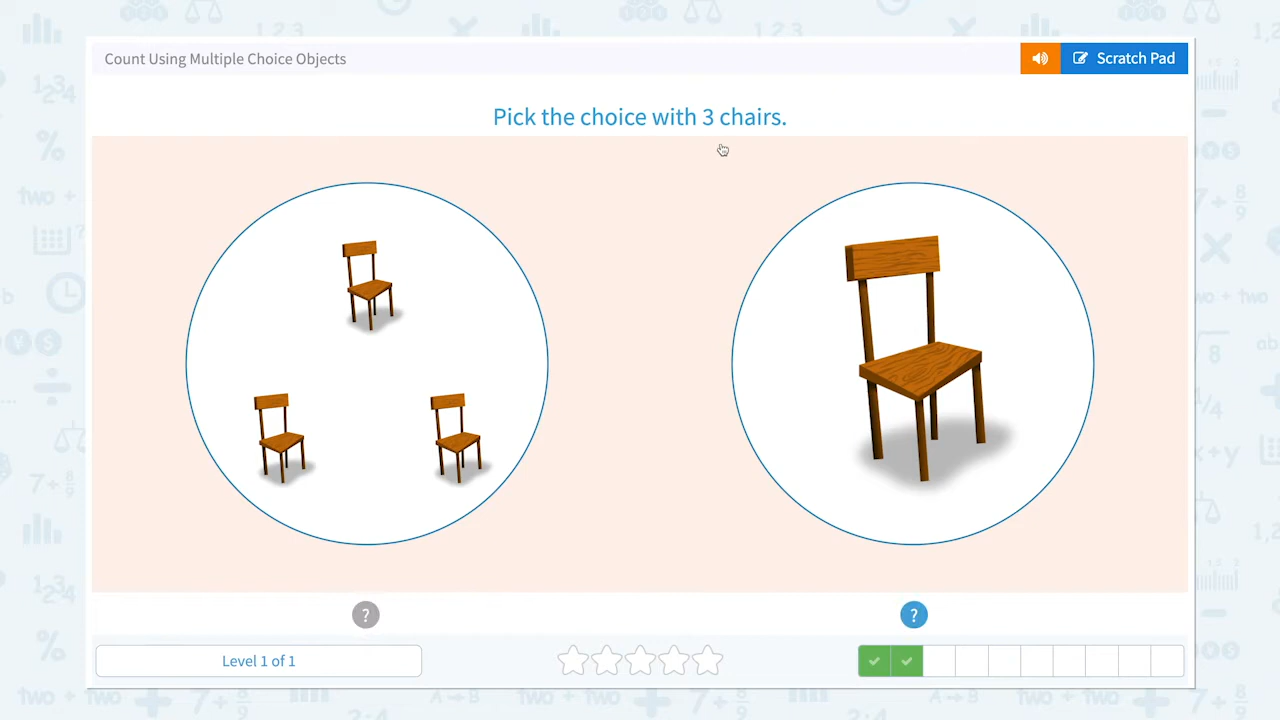 Count Using Multiple Choice Objects
Scratch Pad
Pick the choice with 3 chairs.
?
?
Level 1 of 1